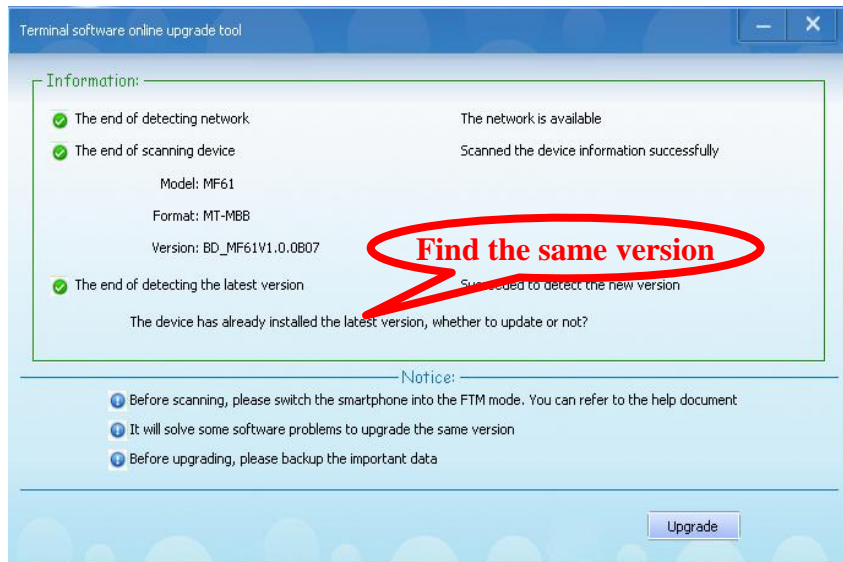 Terminal software online upgrade tool
Information:
The end of detecting network The network is available
The end of scanning device Scanned the device information successfully
Model: MF61
Format: MT-MBB
Version: BD_MF61V1.0.0B07
Find the same version
The end of detecting the latest version Succeeded to detect the new version
The device has already installed the latest version, whether to update or not?
Notice:
Before scanning, please switch the smartphone into the FTM mode. You can refer to the help document
It will solve some software problems to upgrade the same version
Before upgrading, please backup the important data
Upgrade